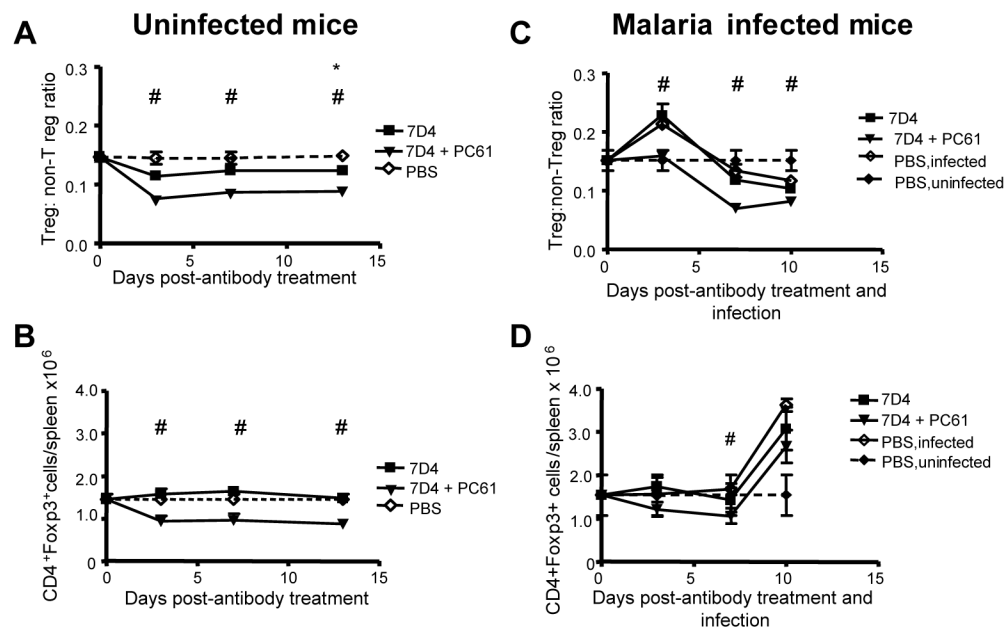 Uninfected mice
A
Treg: non-T reg ratio
0.3
0.2
0.1
0.0
*
#
#
#
0
5
10
15
Days post-antibody treatment
7D4
7D4 + PC61
PBS
B
CD4+Foxp3+cells/spleen x10 6
4.0
3.0
2.0
1.0
0
#
#
#
0
5
10
15
Days post-antibody treatment
7D4
7D4 + PC61
PBS
Malaria infected mice
C
Treg:non-Treg ratio
0.3
0.2
0.1
0.0
#
#
#
0
5
10
15
Days post-antibody treatment and
infection
7D4
7D4 + PC61
PBS,infected
PBS,uninfected
D
CD4+Foxp3+ cells/spleen x 10 6
4.0
3.0
2.0
1.0
0
#
0
5
10
15
Days post-antibody treatment and
infection
7D4
7D4 + PC61
PBS,infected
PBS,uninfected